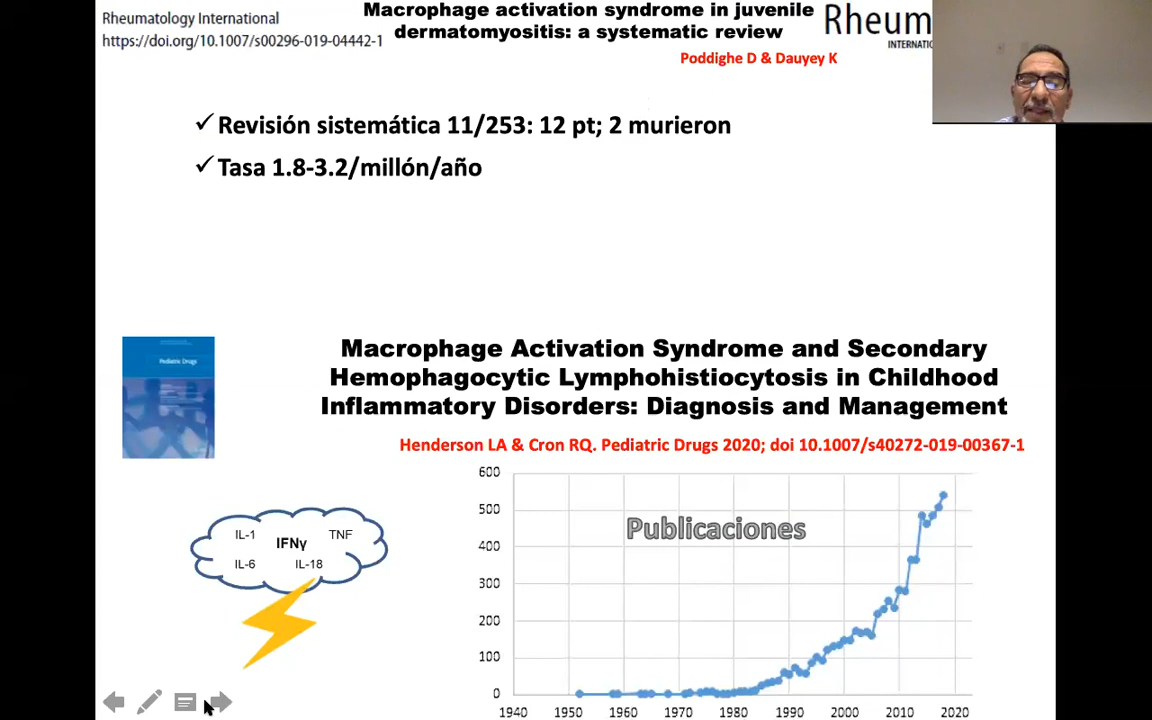 Rheumatology International
https://doi.org/10.1007/s00296-019-04442-1
Macrophage activation syndrome in juvenile
dermatomyositis: a systematic review
Poddighe D & Dauyey K
Rheum
INTERNATIO
✓Revisión sistemática 11/253: 12 pt; 2 murieron
✓Tasa 1.8-3.2/millón/año
Pediatric Drugs
Macrophage Activation Syndrome and Secondary
Hemophagocytic Lymphohistiocytosis in Childhood
Inflammatory Disorders: Diagnosis and Management
Henderson LA & Cron RQ. Pediatric Drugs 2020; doi 10.1007/s40272-019-00367-1
IL-1
IFNγ
TNF
IL-6
IL-18
Publicaciones
600
500
400
300
200
100
0
1940 1950 1960 1970 1980 1990 2000 2010 2020